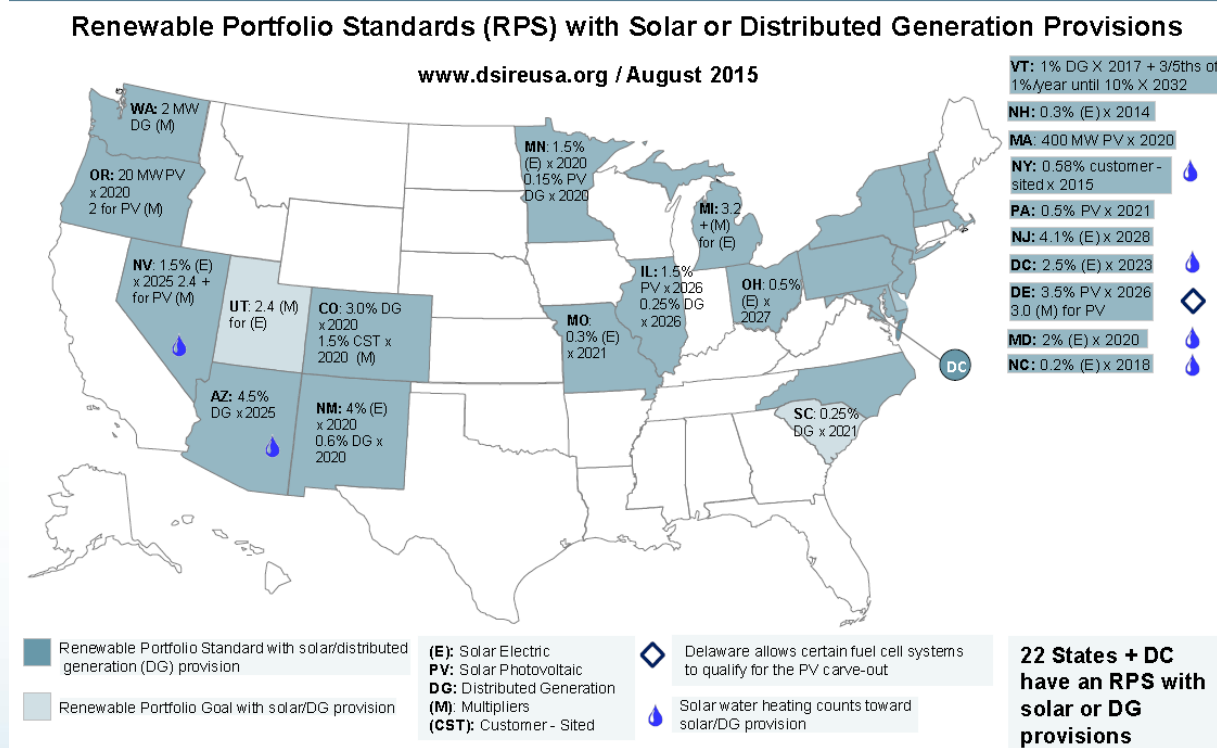 Renewable Portfolio Standards (RPS) with Solar or Distributed Generation Provisions
www.dsireusa.org / August 2015
WA: 2 MW
DG (M)
OR: 20 MW PV
x 2020
2 for PV (M)
NV: 1.5% (E)
x 2025 2.4 +
for PV (M)
UT: 2.4 (M)
for (E)
CO: 3.0% DG
x 2020
1.5% CST x
2020 (M)
AZ: 4.5%
DG x 2025
NM: 4% (E)
x 2020
0.6% DG x
2020
MN: 1.5%
(E) x 2020
0.15% PV
DG x 2020
MO:
0.3% (E)
x 2021
IL: 1.5%
PV x 2026
0.25% DG
x 2026
MI: 3.2
+ (M)
for (E)
OH: 0.5%
(E) x
2027
SC: 0.25%
DG x 2021
DC
VT: 1% DG X 2017 + 3/5ths of
1%/year until 10% X 2032
NH: 0.3% (E) x 2014
MA: 400 MW PV x 2020
NY: 0.58% customer -
sited x 2015
PA: 0.5% PV x 2021
NJ: 4.1% (E) x 2028
DC: 2.5% (E) x 2023
DE: 3.5% PV x 2026
3.0 (M) for PV
MD: 2% (E) x 2020
NC: 0.2% (E) x 2018
Renewable Portfolio Standard with solar/distributed
generation (DG) provision
Renewable Portfolio Goal with solar/DG provision
(E): Solar Electric
PV: Solar Photovoltaic
DG: Distributed Generation
(M): Multipliers
(CST): Customer - Sited
Delaware allows certain fuel cell systems
to qualify for the PV carve-out
Solar water heating counts toward
solar/DG provision
22 States + DC
have an RPS with
solar or DG
provisions